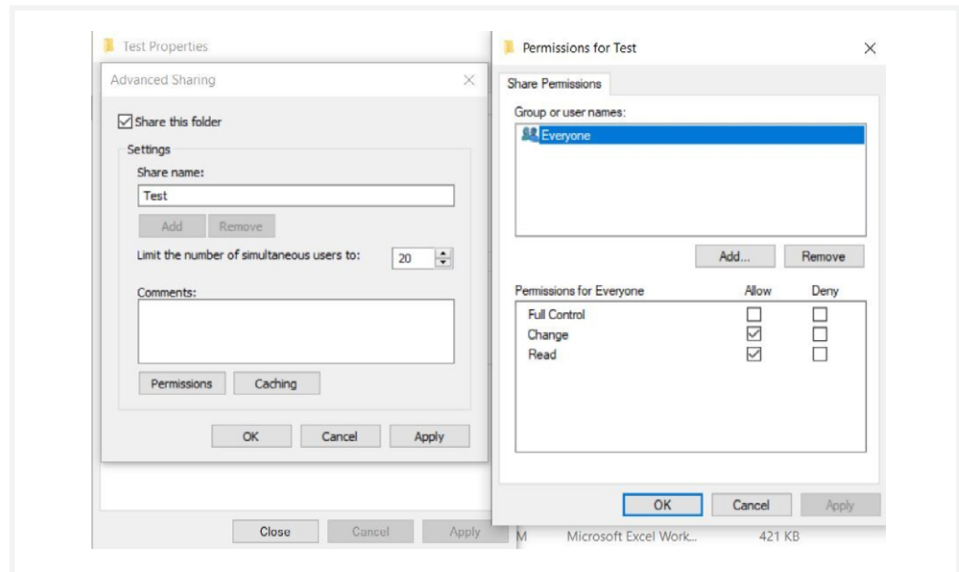 Test Properties
Advanced Sharing
Share this folder
Settings
Share name:
Test
Add Remove
Limit the number of simultaneous users to: 20
Comments:
Permissions Caching
OK Cancel Apply
Close Cancel Apply
Permissions for Test
Share Permissions
Group or user names:
Everyone
Add... Remove
Permissions for Everyone Allow Deny
Full Control
Change
Read
OK Cancel Apply
M Microsoft Excel Work... 421 KB